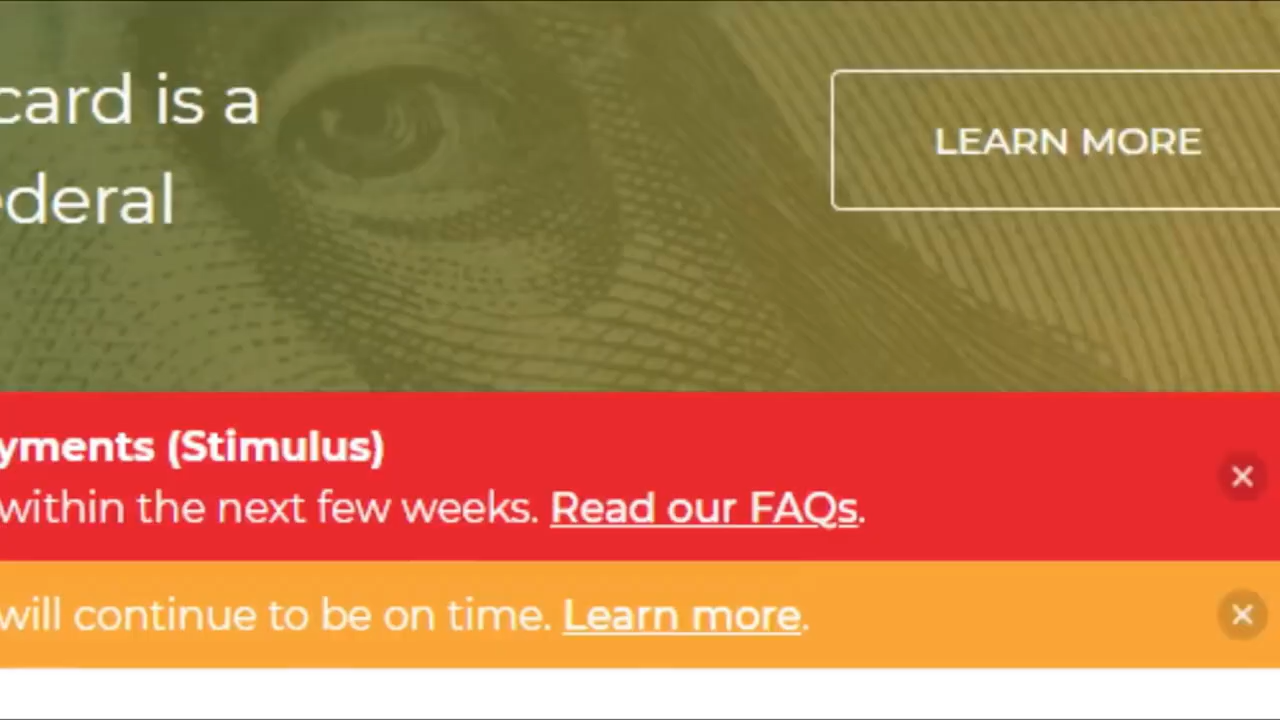 card is a
ederal
LEARN MORE
yments (Stimulus)
within the next few weeks. Read our FAQs.
will continue to be on time. Learn more.